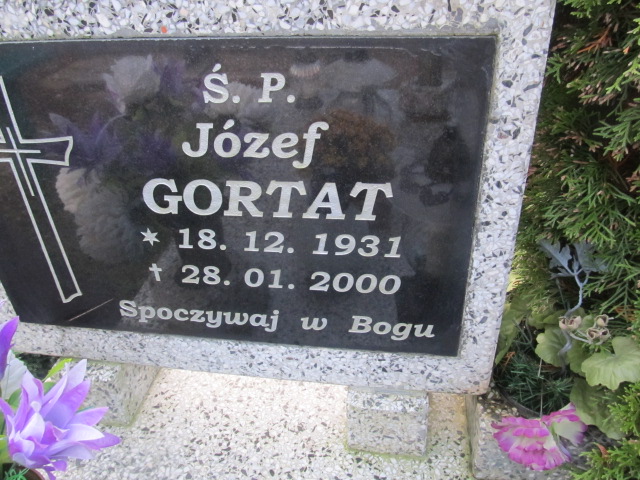 Ś. P.
Józef
GORTAT
* 18. 12. 1931
† 28. 01. 2000
Spoczywaj w Bogu